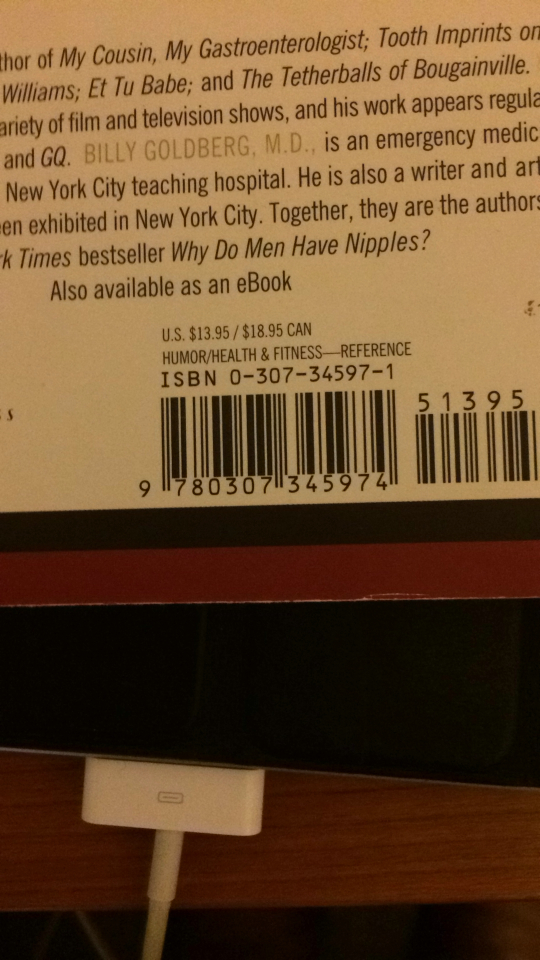 thor of My Cousin, My Gastroenterologist; Tooth Imprints on
Williams; Et Tu Babe; and The Tetherballs of Bougainville.
ariety of film and television shows, and his work appears regula
and GQ. BILLY GOLDBERG, M.D., is an emergency medic
New York City teaching hospital. He is also a writer and art
een exhibited in New York City. Together, they are the authors
rk Times bestseller Why Do Men Have Nipples?
Also available as an eBook
U.S. $13.95 / $18.95 CAN
HUMOR/HEALTH & FITNESS—REFERENCE
ISBN 0-307-34597-1
51395
9 780307 345974
s